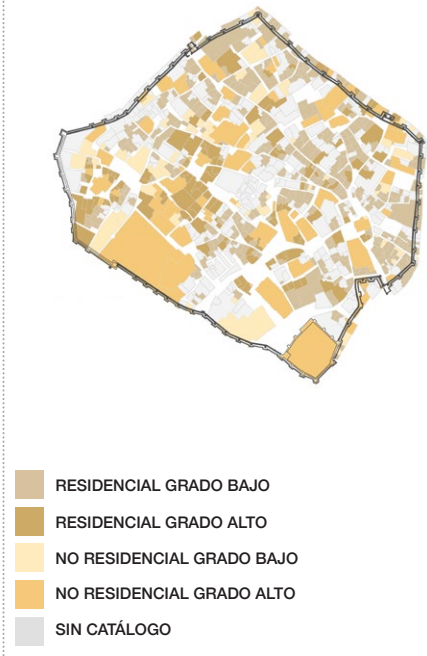 RESIDENCIAL GRADO BAJO
RESIDENCIAL GRADO ALTO
NO RESIDENCIAL GRADO BAJO
NO RESIDENCIAL GRADO ALTO
SIN CATÁLOGO